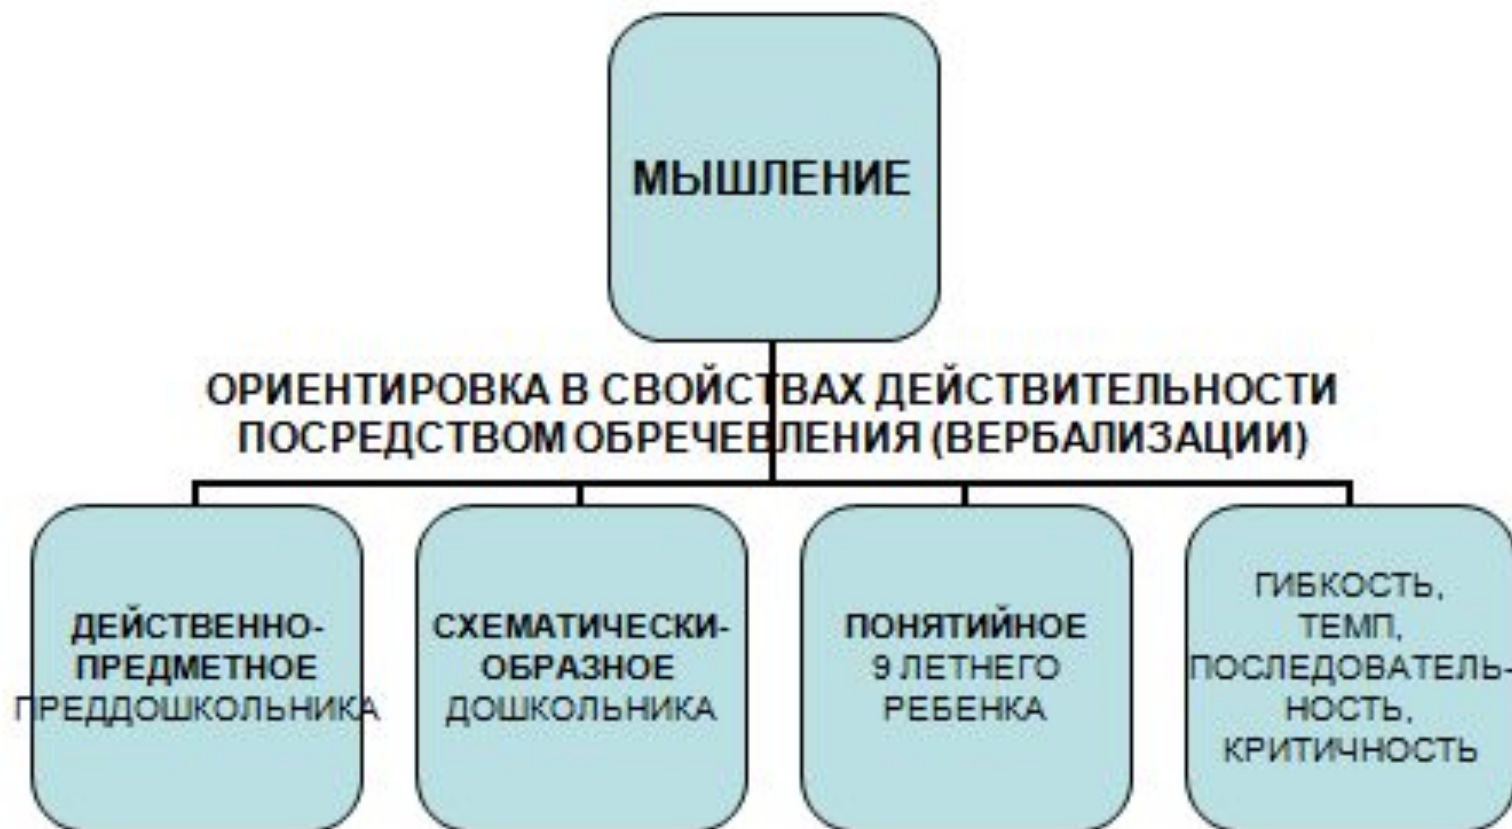 МЫШЛЕНИЕ
ОРИЕНТИРОВКА В СВОЙСТВАХ ДЕЙСТВИТЕЛЬНОСТИ
ПОСРЕДСТВОМ ОБРЕЧЕВЛЕНИЯ (ВЕРБАЛИЗАЦИИ)
ДЕЙСТВЕННО-
ПРЕДМЕТНОЕ
ПРЕДДОШКОЛЬНИКА
СХЕМАТИЧЕСКИ-
ОБРАЗНОЕ
ДОШКОЛЬНИКА
ПОНЯТИЙНОЕ
9 ЛЕТНЕГО
РЕБЕНКА
ГИБКОСТЬ,
ТЕМП,
ПОСЛЕДОВАТЕЛЬ-
НОСТЬ,
КРИТИЧНОСТЬ